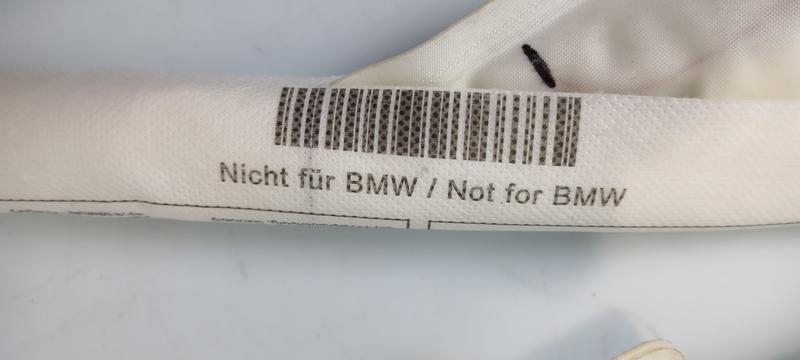 Nicht für BMW / Not for BMW